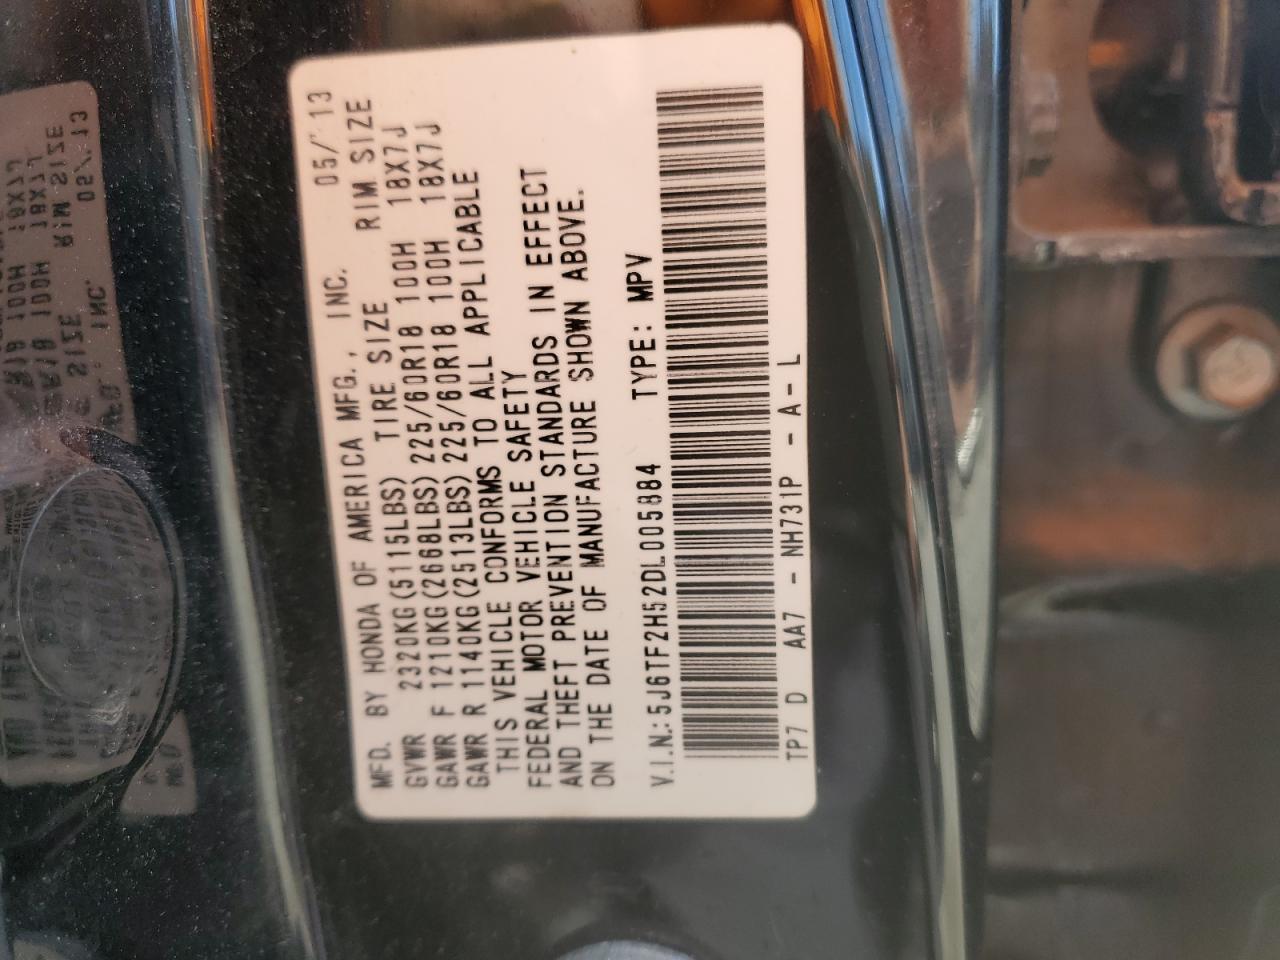 MFD. BY HONDA OF AMERICA MFG., INC. 05/13
GVWR 2320KG(5115LBS) TIRE SIZE RIM SIZE
GAWR F 1210KG(2668LBS) 225/60R18 100H 18X7J
GAWR R 1140KG(2513LBS) 225/60R18 100H 18X7J
THIS VEHICLE CONFORMS TO ALL APPLICABLE
FEDERAL MOTOR VEHICLE SAFETY
AND THEFT PREVENTION STANDARDS IN EFFECT
ON THE DATE OF MANUFACTURE SHOWN ABOVE.
V.I.N.: 5J6TF2H52DL005884 TYPE: MPV
TP7 D AA7 - NH731P - A - L